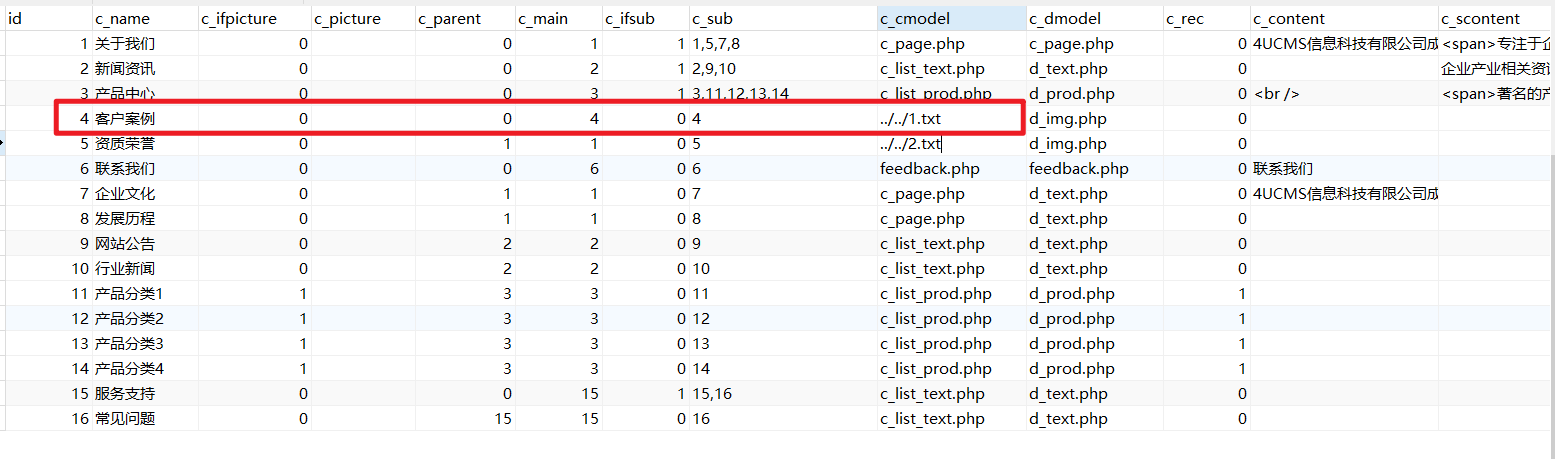 id c_name c_ifpicture c_picture c_parent c_main c_ifsub c_sub c_cmodel c_dmodel c_rec c_content c_scontent
1 关于我们 0 0 1 1 1,5,7,8 c_page.php c_page.php 0 4UCMS信息科技有限公司成 <span>专注于企
2 新闻资讯 0 0 2 1 2,9,10 c_list_text.php d_text.php 0 企业产业相关资讯
3 产品中心 0 0 3 1 3,11,12,13,14 c_list_prod.php d_prod.php 0 <br /> <span>著名的产
4 客户案例 0 0 4 0 4 ../../1.txt d_img.php 0
5 资质荣誉 0 1 1 0 5 ../../2.txt d_img.php 0
6 联系我们 0 0 6 0 6 feedback.php feedback.php 0 联系我们
7 企业文化 0 1 1 0 7 c_page.php d_text.php 0 4UCMS信息科技有限公司成
8 发展历程 0 1 1 0 8 c_page.php d_text.php 0
9 网站公告 0 2 2 0 9 c_list_text.php d_text.php 0
10 行业新闻 0 2 2 0 10 c_list_text.php d_text.php 0
11 产品分类1 1 3 3 0 11 c_list_prod.php d_prod.php 1
12 产品分类2 1 3 3 0 12 c_list_prod.php d_prod.php 1
13 产品分类3 1 3 3 0 13 c_list_prod.php d_prod.php 1
14 产品分类4 1 3 3 0 14 c_list_prod.php d_prod.php 1
15 服务支持 0 0 15 1 15,16 c_list_text.php d_text.php 0
16 常见问题 0 15 15 0 16 c_list_text.php d_text.php 0